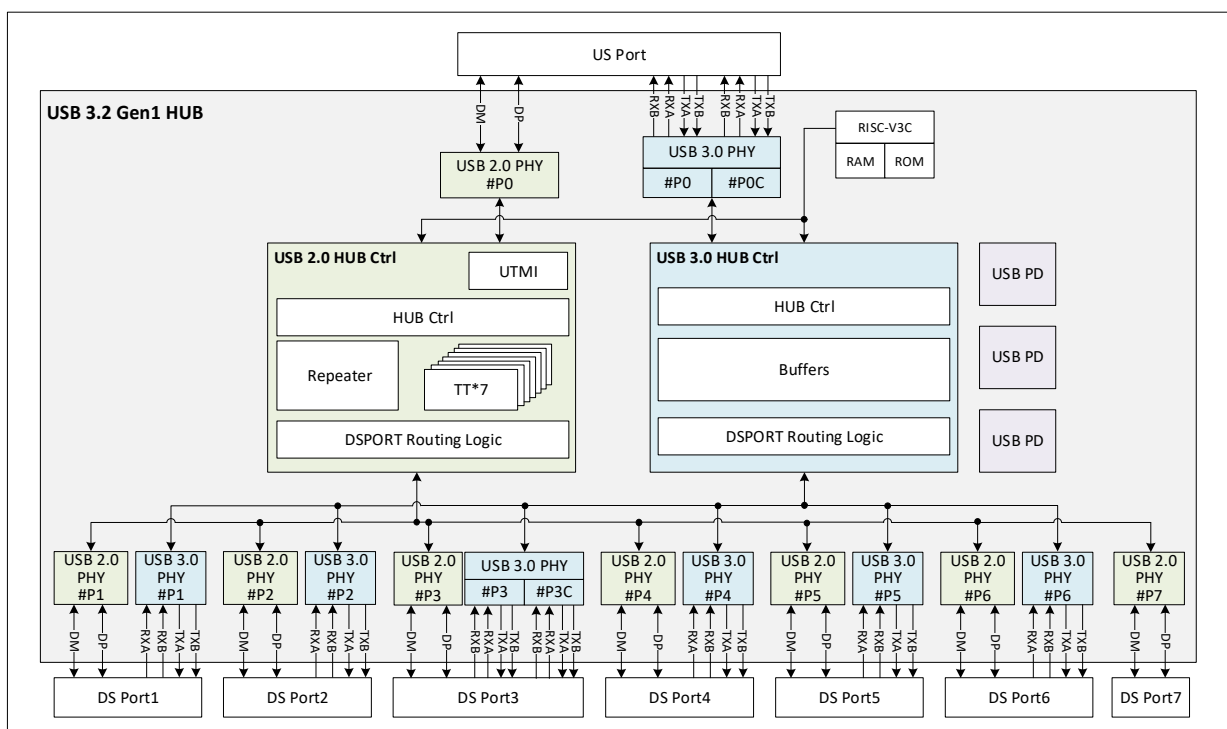 US Port
USB 3.2 Gen1 HUB
DM
DP
RXB
RXA
TXA
TXB
RXB
RXA
TXA
TXB
RISC-V3C
RAM
ROM
USB 2.0 PHY
#P0
USB 3.0 PHY
#P0
#P0C
USB 2.0 HUB Ctrl
UTMI
HUB Ctrl
Repeater
TT*7
DSPORT Routing Logic
USB 3.0 HUB Ctrl
HUB Ctrl
Buffers
DSPORT Routing Logic
USB PD
USB PD
USB PD
USB 2.0
PHY
#P1
USB 3.0
PHY
#P1
USB 2.0
PHY
#P2
USB 3.0
PHY
#P2
USB 2.0
PHY
#P3
USB 3.0 PHY
#P3
#P3C
USB 2.0
PHY
#P4
USB 3.0
PHY
#P4
USB 2.0
PHY
#P5
USB 3.0
PHY
#P5
USB 2.0
PHY
#P6
USB 3.0
PHY
#P6
USB 2.0
PHY
#P7
DM
DP
RXA
RXB
TXA
TXB
DM
DP
RXA
RXB
TXA
TXB
DM
DP
RXB
RXA
TXA
TXB
RXB
RXA
TXA
TXB
DM
DP
RXA
RXB
TXA
TXB
DM
DP
RXA
RXB
TXA
TXB
DM
DP
RXA
RXB
TXA
TXB
DM
DP
DS Port1
DS Port2
DS Port3
DS Port4
DS Port5
DS Port6
DS Port7